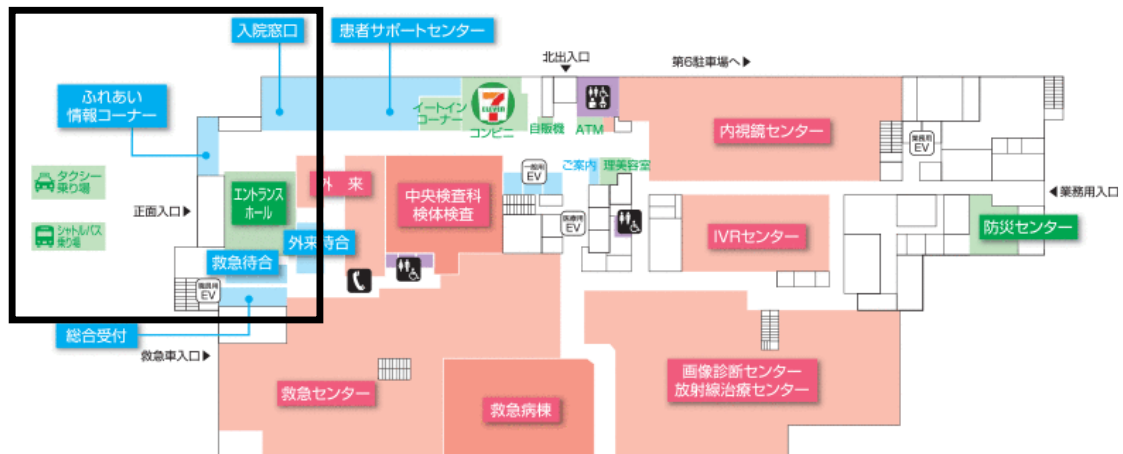 入院窓口
患者サポートセンター
北出入口
第6駐車場へ▶
ふれあい
情報コーナー
イートイン
コーナー
7
ELEVEN
コンビニ
自販機
ATM
内視鏡センター
業務用
EV
タクシー
乗り場
エントランス
ホール
外 来
中央検査科
検体検査
一般用
EV
ご案内
理美容室
◀業務用入口
正面入口▶
シャトルバス
乗り場
外来待合
医療用
EV
IVRセンター
防災センター
救急待合
職員用
EV
総合受付
救急車入口▶
救急センター
救急病棟
画像診断センター
放射線治療センター